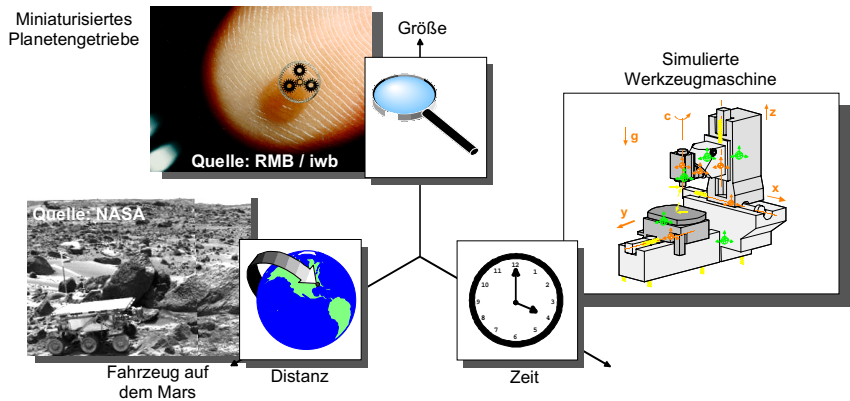 Miniaturisiertes
Planetengetriebe
Größe
Quelle: RMB / iwb
Simulierte
Werkzeugmaschine
c
z
g
x
y
Quelle: NASA
12
1
2
3
4
5
6
7
8
9
10
11
Fahrzeug auf
dem Mars
Distanz
Zeit